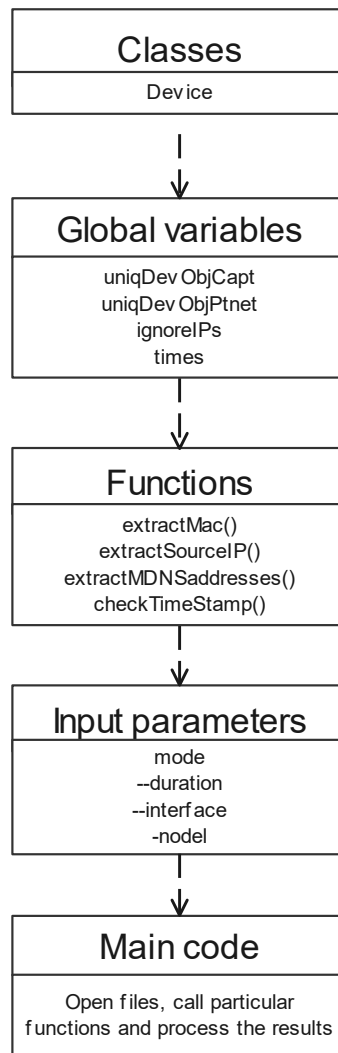 Classes
Device
Global variables
uniqDevObjCapt
uniqDevObjPtnet
ignoreIPs
times
Functions
extractMac()
extractSourceIP()
extractMDNSaddresses()
checkTimeStamp()
Input parameters
mode
--duration
--interface
-nodel
Main code
Open files, call particular
functions and process the results